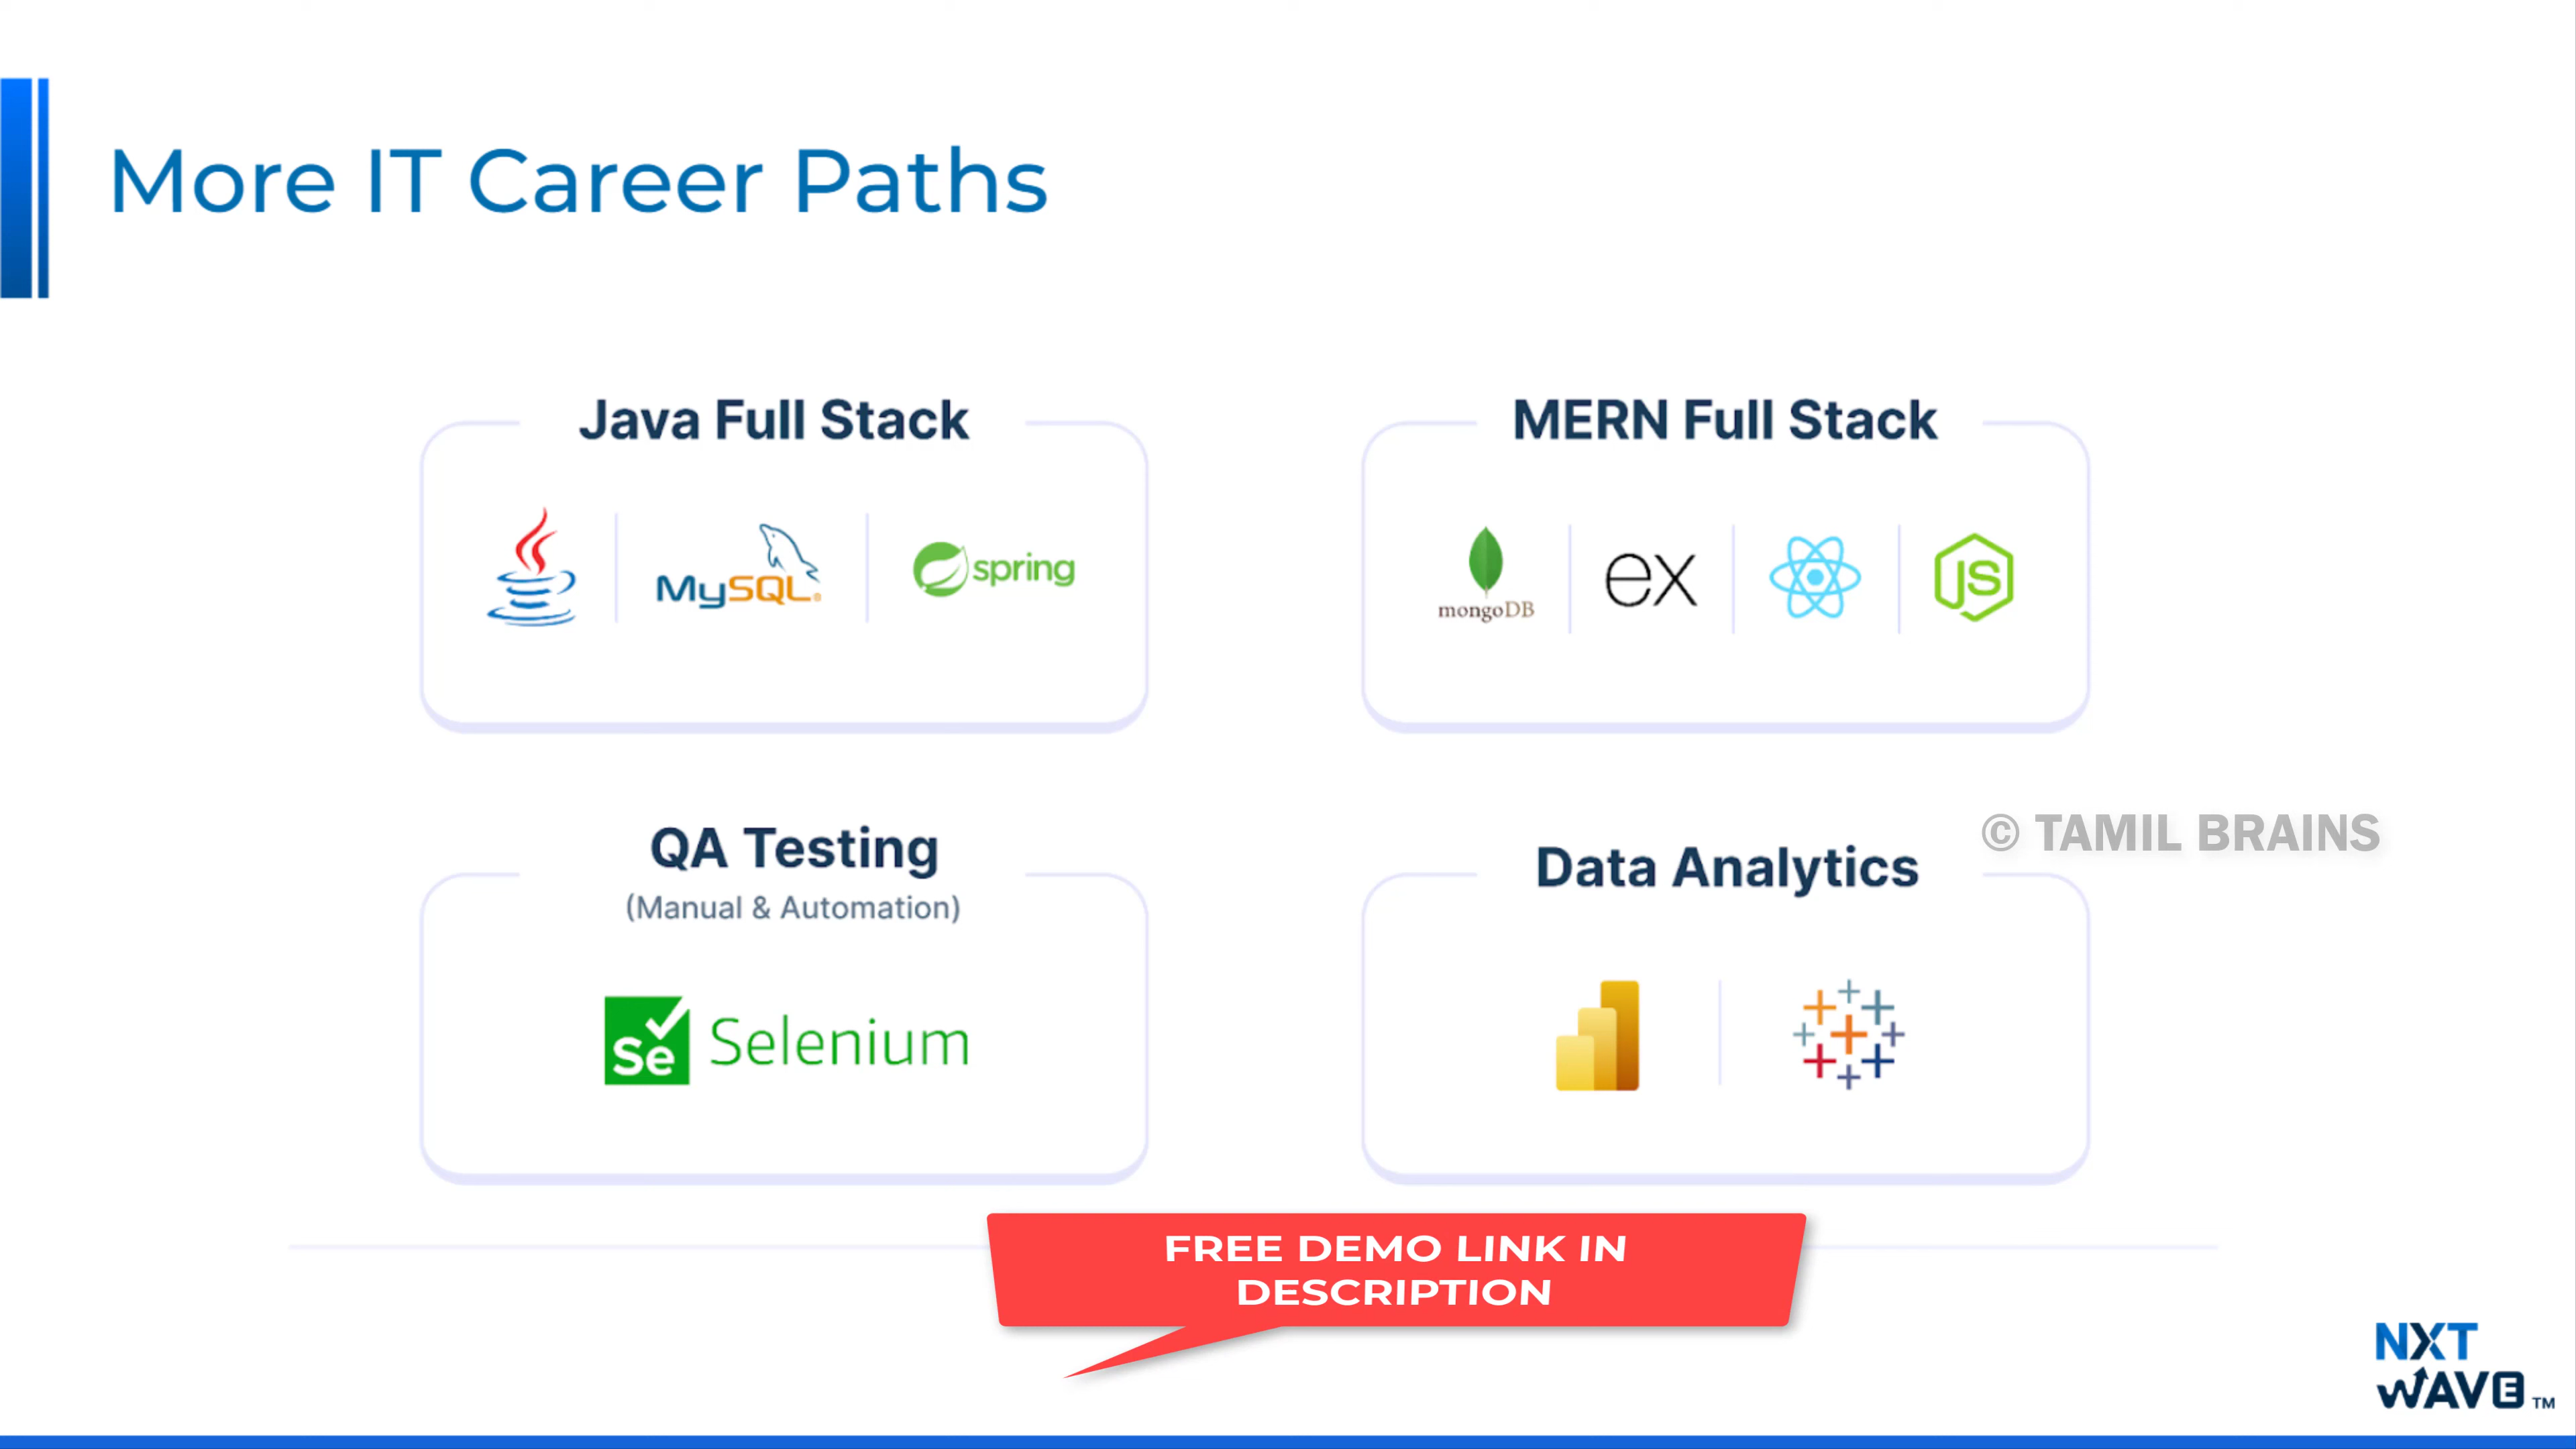 More IT Career Paths
Java Full Stack
MySQL®
spring
MERN Full Stack
mongoDB
ex
JS
QA Testing
(Manual & Automation)
Se Selenium
Data Analytics
© TAMIL BRAINS
FREE DEMO LINK IN
DESCRIPTION
NXT
WAVE TM